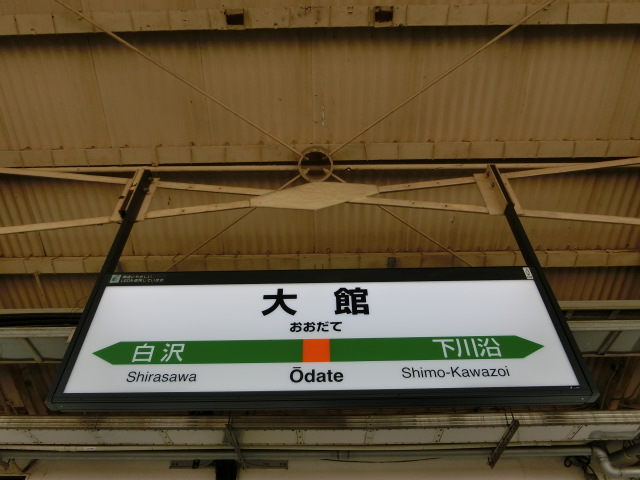 大館
おおだて
白沢
下川沿
Shirasawa
Ōdate
Shimo-Kawazoi